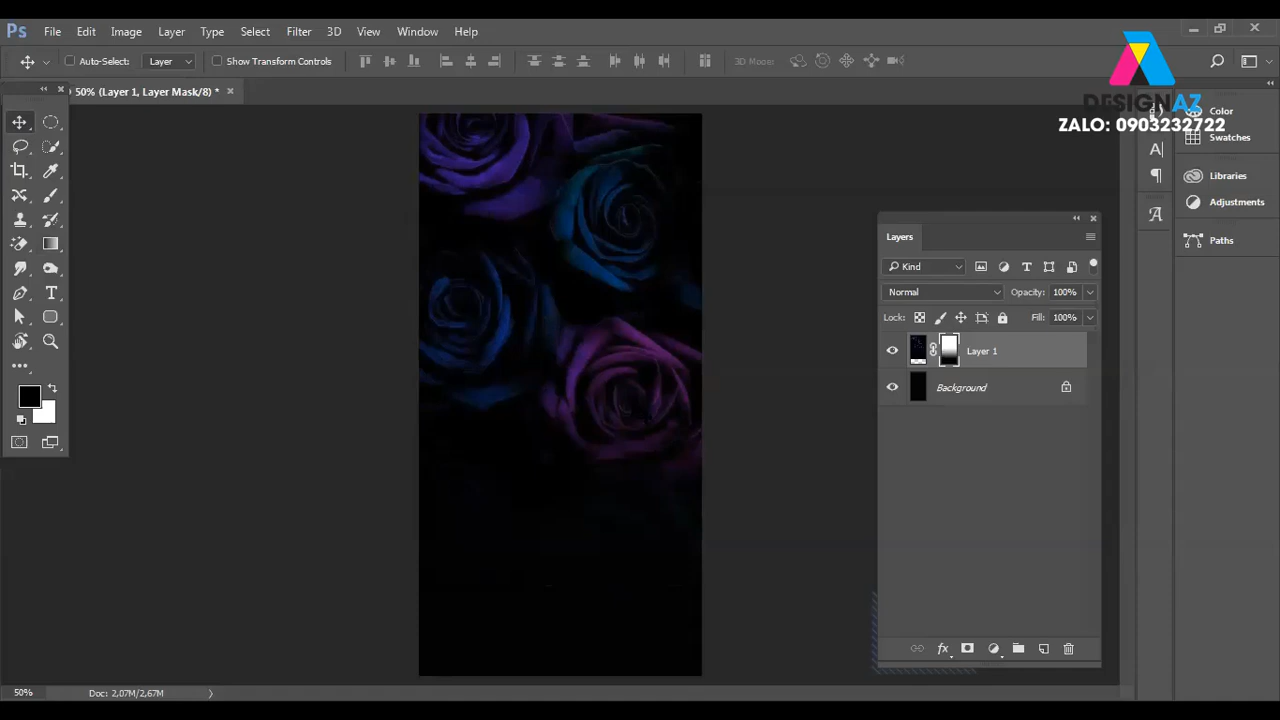 Ps File Edit Image Layer Type Select Filter 3D View Window Help
Auto-Select: Layer Show Transform Controls 3D Mode:
50% (Layer 1, Layer Mask/8) *
DESIGN AZ
ZALO: 0903232722
Color
Swatches
Libraries
Adjustments
Paths
Layers
Kind
Normal Opacity: 100%
Lock: Fill: 100%
Layer 1
Background
50% Doc: 2,07M/2,67M